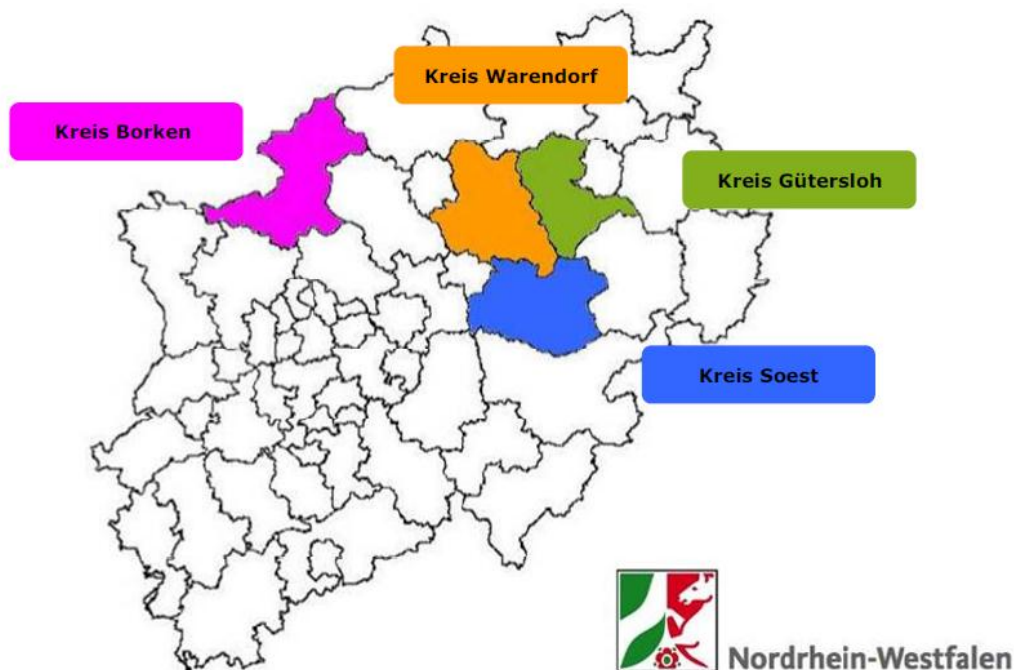 Kreis Warendorf
Kreis Borken
Kreis Gütersloh
Kreis Soest
Nordrhein-Westfalen